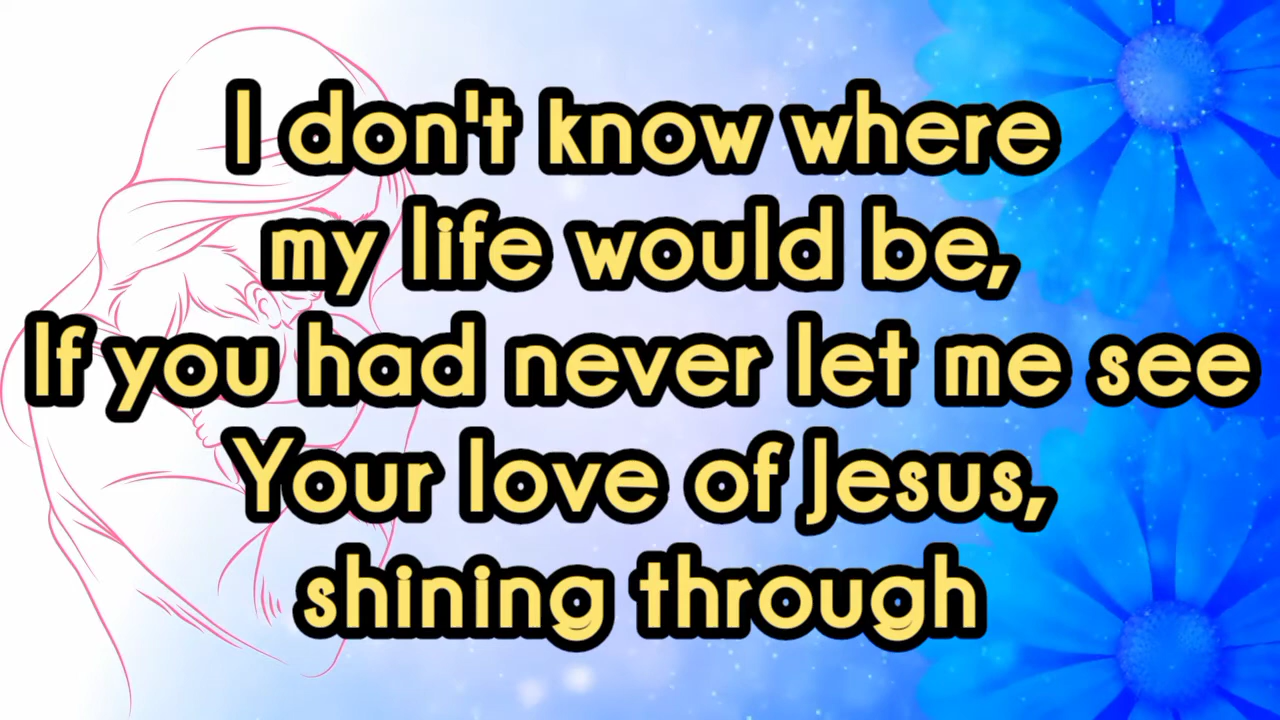 I don't know where
my life would be,
If you had never let me see
Your love of Jesus,
shining through